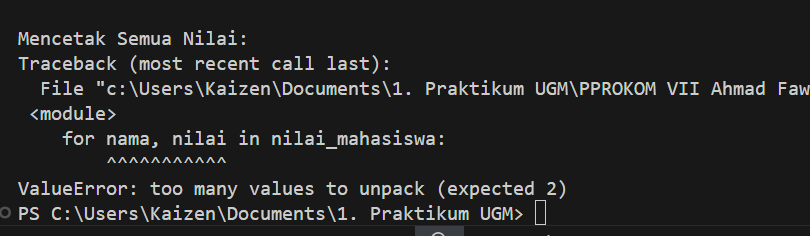 Mencetak Semua Nilai:
Traceback (most recent call last):
  File "c:\Users\Kaizen\Documents\1. Praktikum UGM\PPROKOM VII Ahmad Faw
 <module>
    for nama, nilai in nilai_mahasiswa:
        ^^^^^^^^^^^
ValueError: too many values to unpack (expected 2)
PS C:\Users\Kaizen\Documents\1. Praktikum UGM>